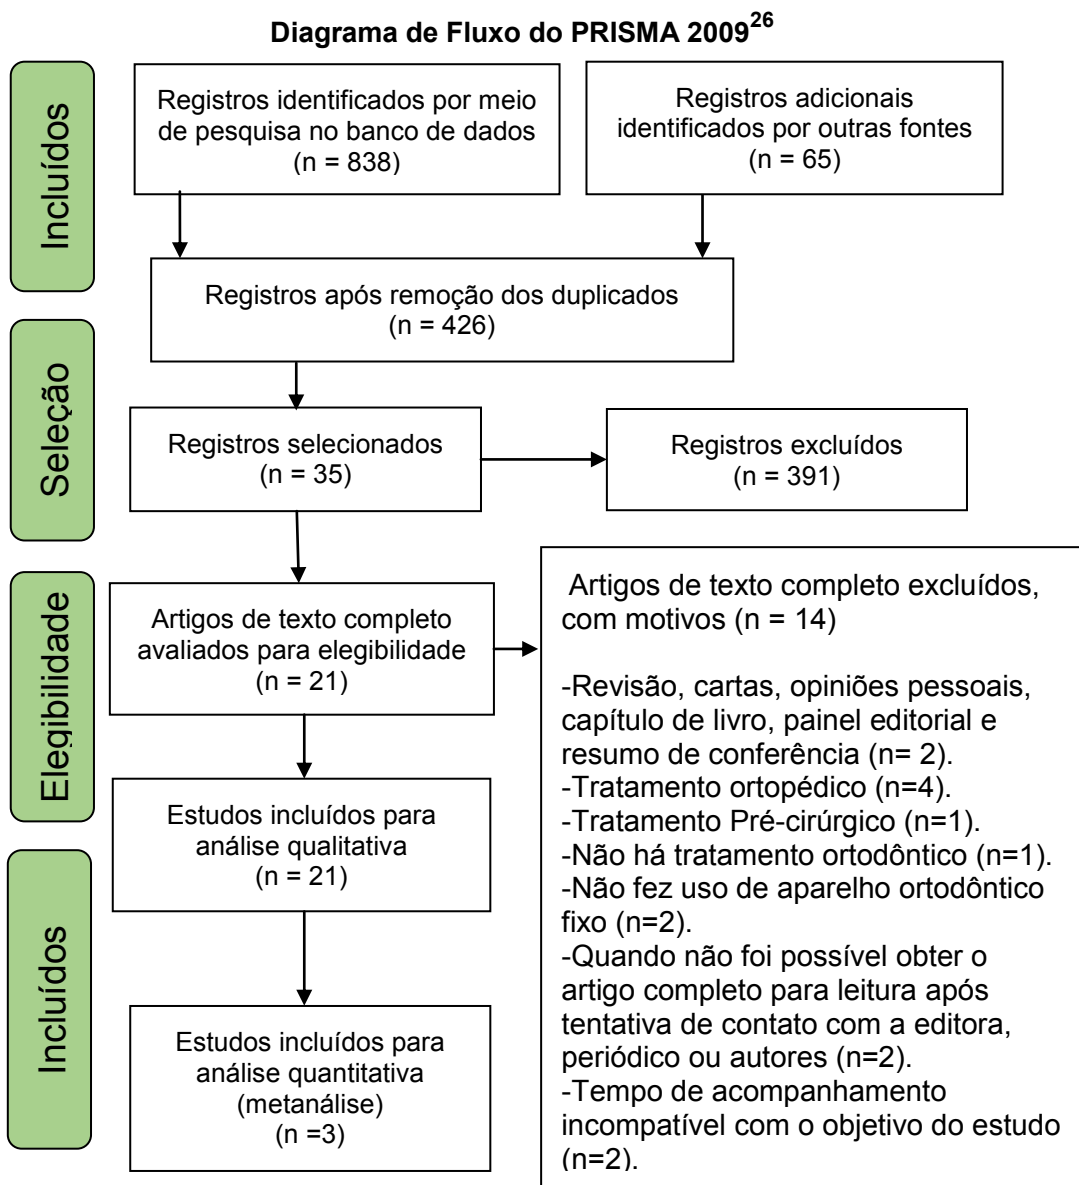 Diagrama de Fluxo do PRISMA 2009²⁶
Incluídos
Registros identificados por meio
de pesquisa no banco de dados
(n = 838)
Registros adicionais
identificados por outras fontes
(n = 65)
Registros após remoção dos duplicados
(n = 426)
Seleção
Registros selecionados
(n = 35)
Registros excluídos
(n = 391)
Elegibilidade
Artigos de texto completo
avaliados para elegibilidade
(n = 21)
Artigos de texto completo excluídos,
com motivos (n = 14)
-Revisão, cartas, opiniões pessoais,
capítulo de livro, painel editorial e
resumo de conferência (n= 2).
-Tratamento ortopédico (n=4).
-Tratamento Pré-cirúrgico (n=1).
-Não há tratamento ortodôntico (n=1).
-Não fez uso de aparelho ortodôntico
fixo (n=2).
-Quando não foi possível obter o
artigo completo para leitura após
tentativa de contato com a editora,
periódico ou autores (n=2).
-Tempo de acompanhamento
incompatível com o objetivo do estudo
(n=2).
Estudos incluídos para
análise qualitativa
(n = 21)
Incluídos
Estudos incluídos para
análise quantitativa
(metanálise)
(n =3)